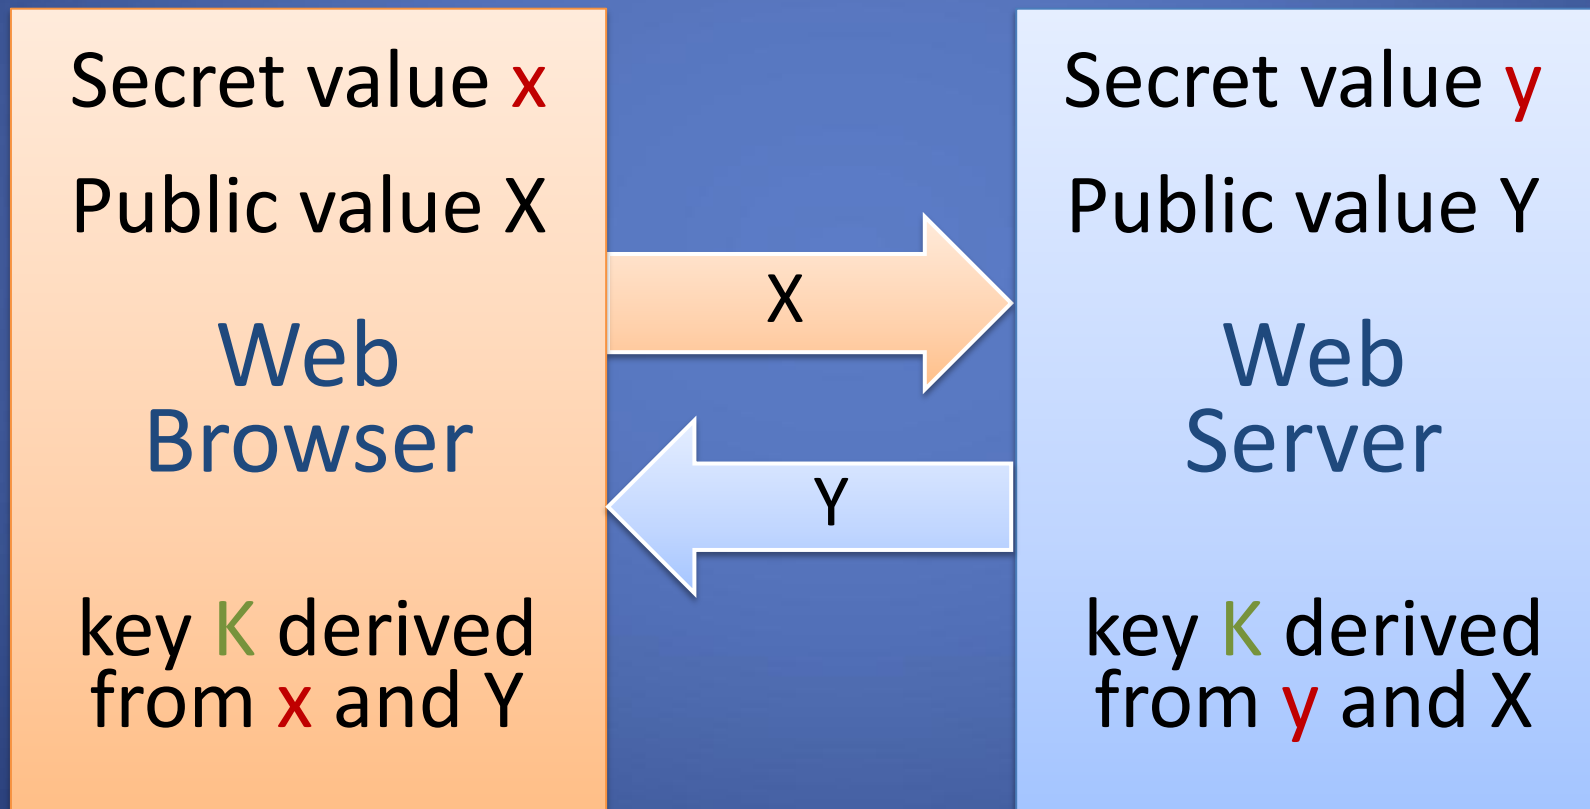 Secret value x
Public value X
Web
Browser
key K derived
from x and Y
X
Y
Secret value y
Public value Y
Web
Server
key K derived
from y and X